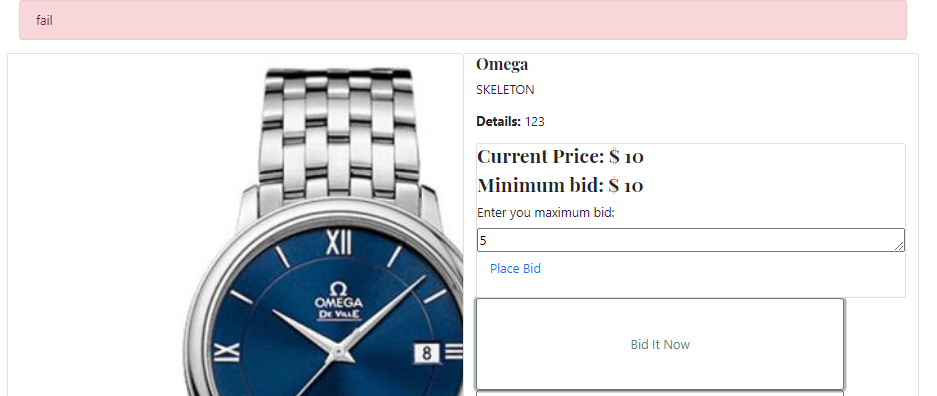 fail
Omega
SKELETON
Details: 123
Current Price: $ 10
Minimum bid: $ 10
Enter you maximum bid:
5
Place Bid
Bid It Now
XII
Ω
OMEGA
DE VILLE
IX
8